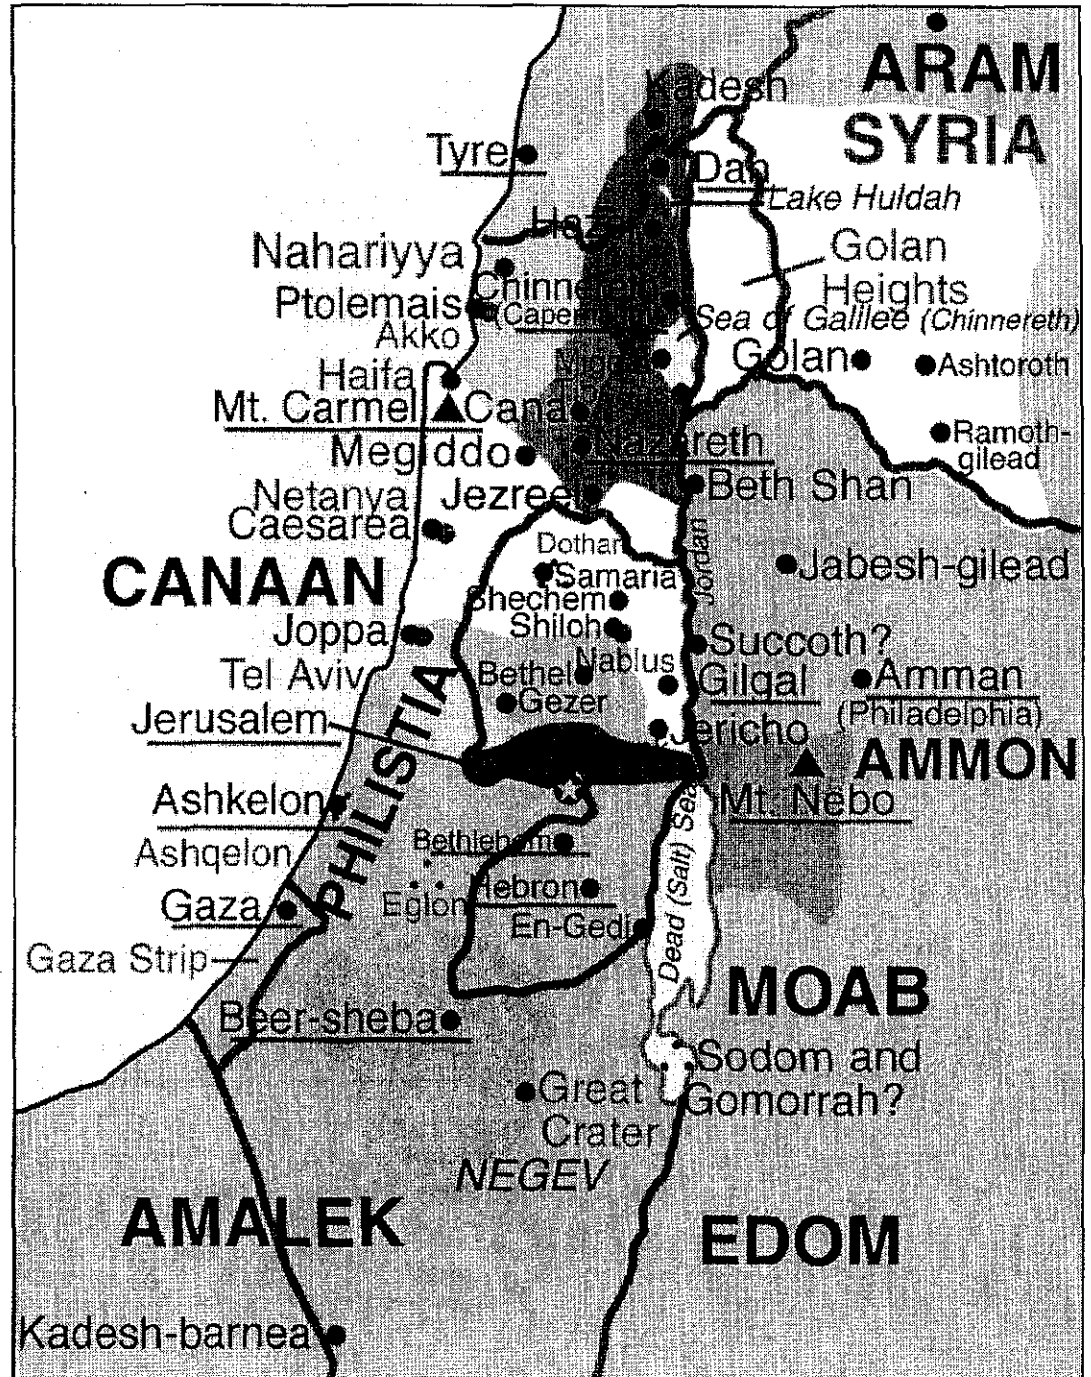 ARAM
SYRIA
Kadesh
Tyre
Dan
Lake Huldah
Nahariyya
Golan
Heights
Ptolemais
Akko
Sea of Galilee (Chinnereth)
Golan
Ashtoroth
Haifa
Mt. Carmel
Cana
Ramoth-
gilead
Nazareth
Megiddo
Beth Shan
Netanya
Jezreel
Caesarea
Dothan
Jordan
CANAAN
Samaria
Jabesh-gilead
Shechem
Shiloh
Joppa
Succoth?
Nablus
Tel Aviv
Bethel
Gilgal
Amman
Gezer
(Philadelphia)
Jerusalem
Jericho
AMMON
PHILISTIA
Ashkelon
Mt. Nebo
Ashqelon
Bethlehem
Eglon
Hebron
Gaza
En-Gedi
Dead (Salt) Sea
Gaza Strip
MOAB
Beer-sheba
Sodom and
Gomorrah?
Great
Crater
NEGEV
AMALEK
EDOM
Kadesh-barnea